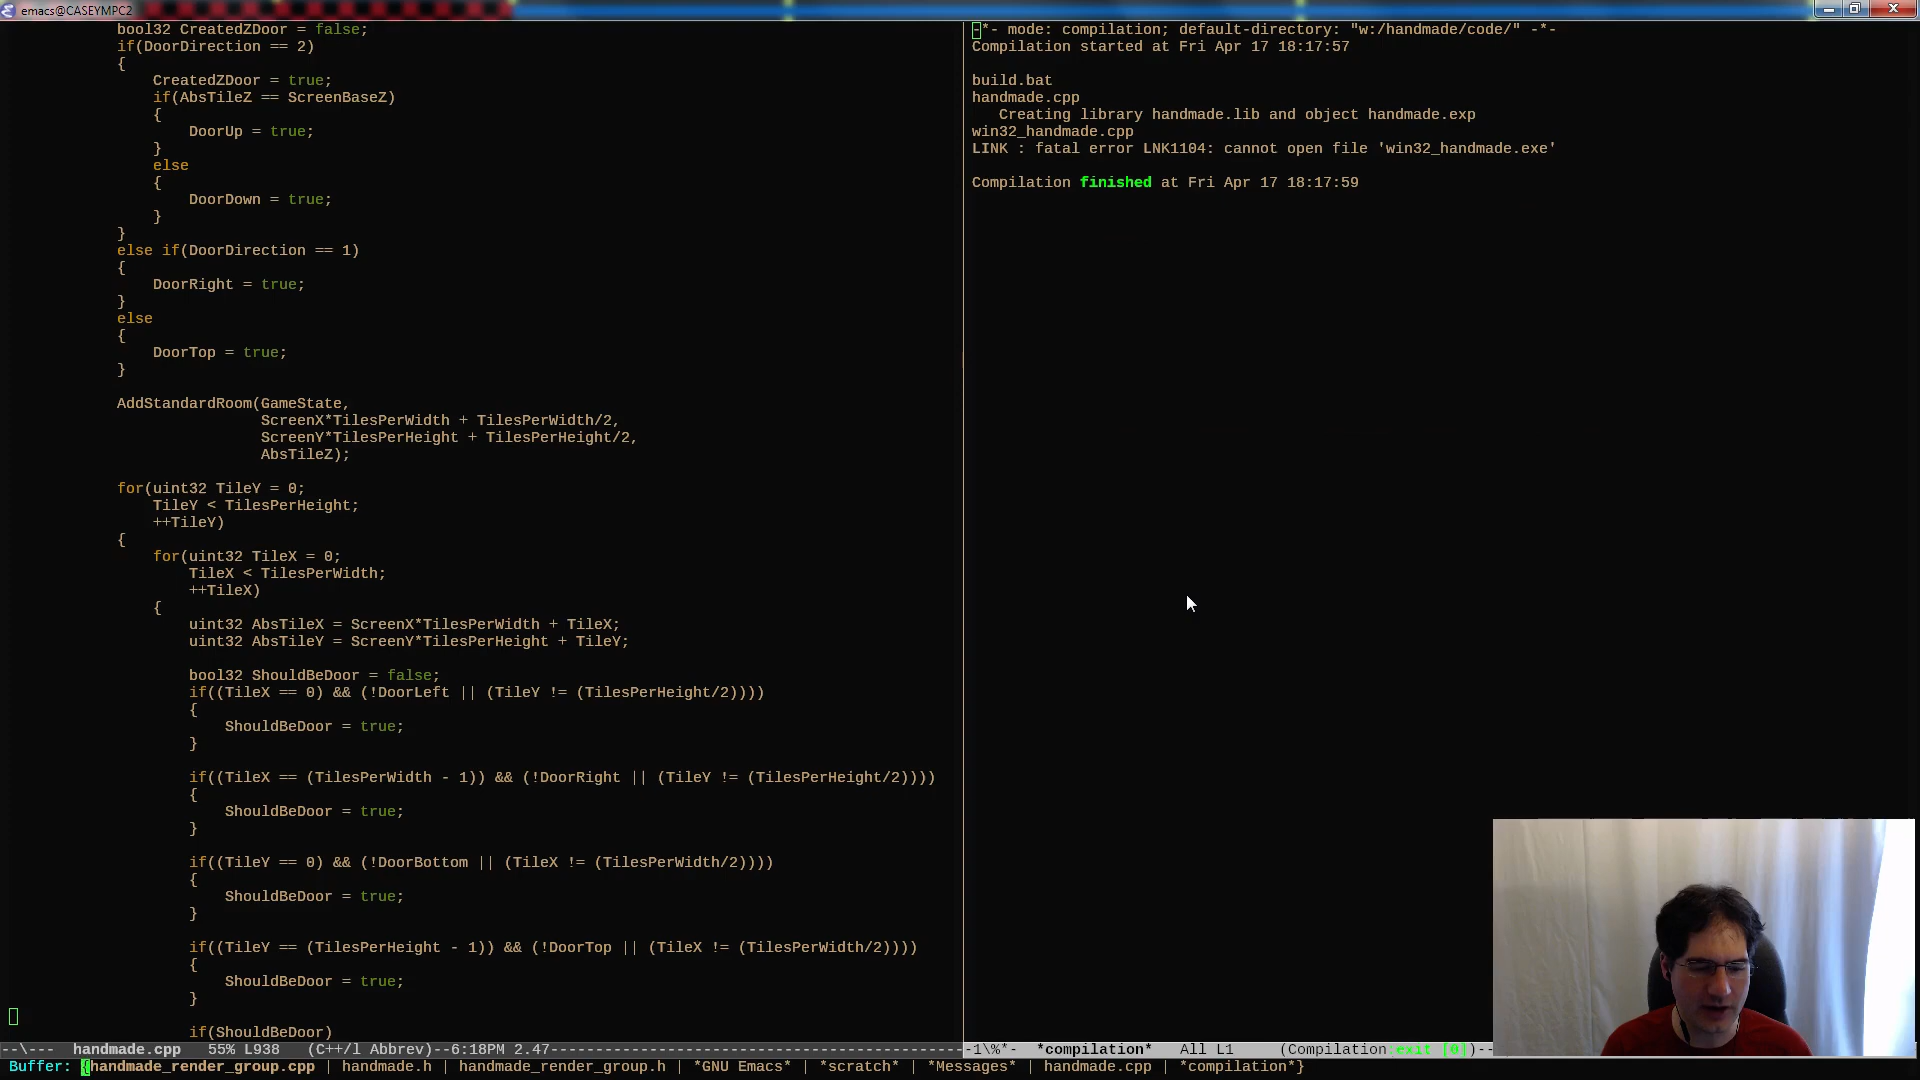 emacs@CASEYMPC2
bool32 CreatedZDoor = false;
if(DoorDirection == 2)
{
CreatedZDoor = true;
if(AbsTileZ == ScreenBaseZ)
{
DoorUp = true;
}
else
{
DoorDown = true;
}
}
else if(DoorDirection == 1)
{
DoorRight = true;
}
else
{
DoorTop = true;
}
AddStandardRoom(GameState,
ScreenX*TilesPerWidth + TilesPerWidth/2,
ScreenY*TilesPerHeight + TilesPerHeight/2,
AbsTileZ);
for(uint32 TileY = 0;
TileY < TilesPerHeight;
++TileY)
{
for(uint32 TileX = 0;
TileX < TilesPerWidth;
++TileX)
{
uint32 AbsTileX = ScreenX*TilesPerWidth + TileX;
uint32 AbsTileY = ScreenY*TilesPerHeight + TileY;
bool32 ShouldBeDoor = false;
if((TileX == 0) && (!DoorLeft || (TileY != (TilesPerHeight/2))))
{
ShouldBeDoor = true;
}
if((TileX == (TilesPerWidth - 1)) && (!DoorRight || (TileY != (TilesPerHeight/2))))
{
ShouldBeDoor = true;
}
if((TileY == 0) && (!DoorBottom || (TileX != (TilesPerWidth/2))))
{
ShouldBeDoor = true;
}
if((TileY == (TilesPerHeight - 1)) && (!DoorTop || (TileX != (TilesPerWidth/2))))
{
ShouldBeDoor = true;
}
if(ShouldBeDoor)
--\--- handmade.cpp 55% L938 (C++/l Abbrev)--6:18PM 2.47----------------------------------------------
-*- mode: compilation; default-directory: "w:/handmade/code/" -*-
Compilation started at Fri Apr 17 18:17:57
build.bat
handmade.cpp
Creating library handmade.lib and object handmade.exp
win32_handmade.cpp
LINK : fatal error LNK1104: cannot open file 'win32_handmade.exe'
Compilation finished at Fri Apr 17 18:17:59
-1\%*- *compilation* All L1 (Compilation:exit [0])--
Buffer: {handmade_render_group.cpp | handmade.h | handmade_render_group.h | *GNU Emacs* | *scratch* | *Messages* | handmade.cpp | *compilation*}